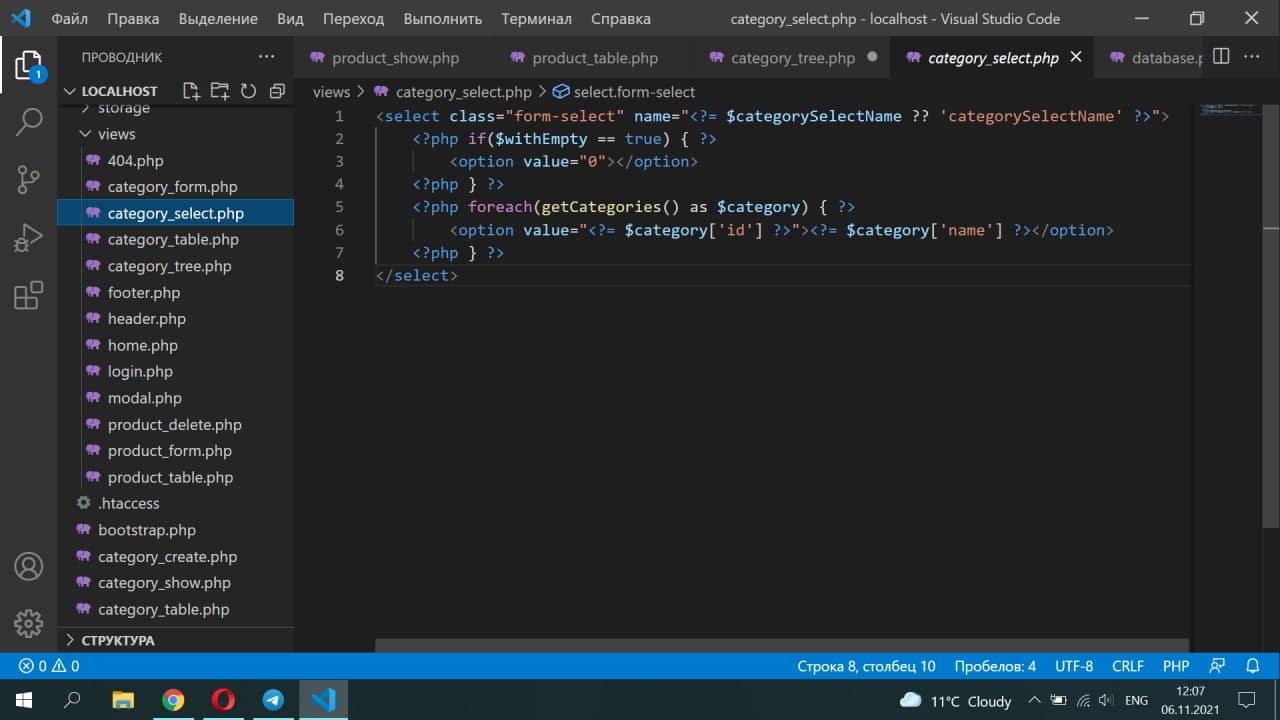 Файл Правка Выделение Вид Переход Выполнить Терминал Справка category_select.php - localhost - Visual Studio Code
ПРОВОДНИК ··· product_show.php product_table.php category_tree.php category_select.php database.p ···
LOCALHOST views > category_select.php > select.form-select
storage
views
404.php
category_form.php
category_select.php
category_table.php
category_tree.php
footer.php
header.php
home.php
login.php
modal.php
product_delete.php
product_form.php
product_table.php
.htaccess
bootstrap.php
category_create.php
category_show.php
category_table.php
СТРУКТУРА
1
1 <select class="form-select" name="<?= $categorySelectName ?? 'categorySelectName' ?>">
2 <?php if($withEmpty == true) { ?>
3 <option value="0"></option>
4 <?php } ?>
5 <?php foreach(getCategories() as $category) { ?>
6 <option value="<?= $category['id'] ?>"><?= $category['name'] ?></option>
7 <?php } ?>
8 </select>
0 0 Строка 8, столбец 10 Пробелов: 4 UTF-8 CRLF PHP
11°C Cloudy ENG 12:07
06.11.2021